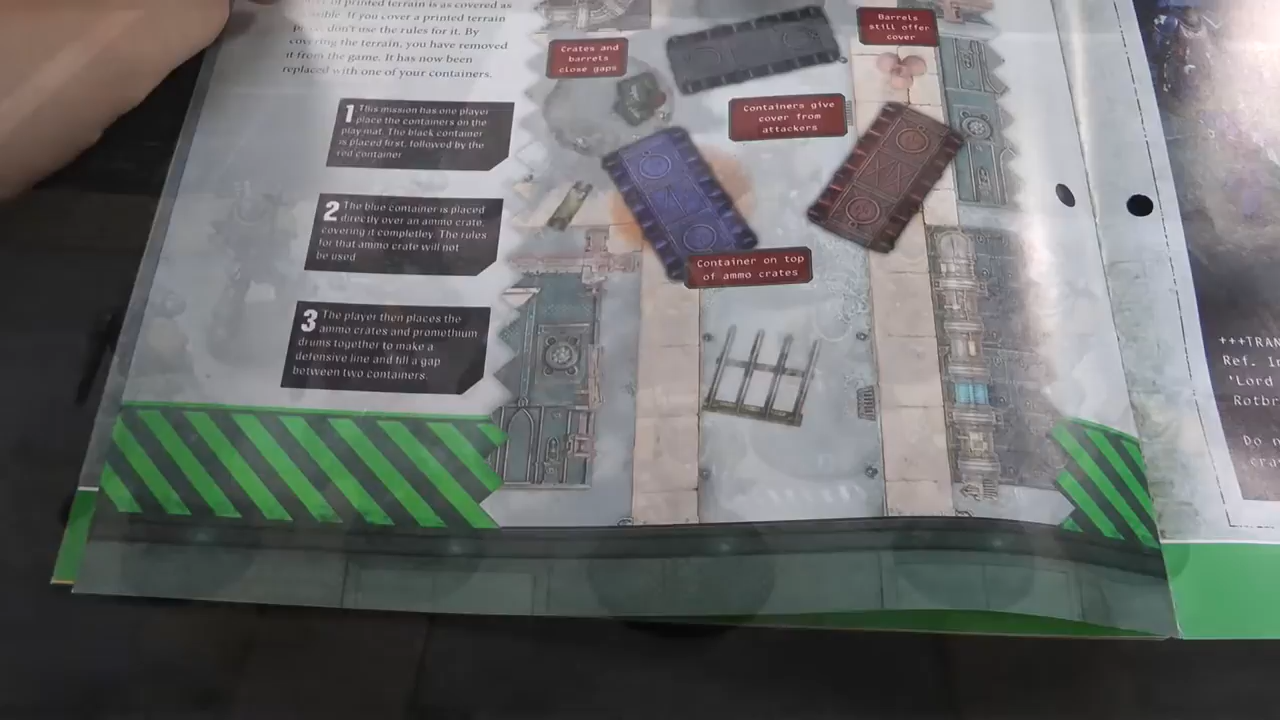 of printed terrain is as covered as
If you cover a printed terrain
don't use the rules for it. By
covering the terrain, you have removed
it from the game. It has now been
replaced with one of your containers.
1 This mission has one player
place the containers on the
play mat. The black container
is placed first, followed by the
red container
2 The blue container is placed
directly over an ammo crate,
covering it completley. The rules
for that ammo crate will not
be used
3 The player then places the
ammo crates and promethium
drums together to make a
defensive line and fill a gap
between two containers.
Crates and
barrels
close gaps
Barrels
still offer
cover
Containers give
cover from
attackers
Container on top
of ammo crates
+++TRAN
Ref. In
'Lord
Rotbr
Do n
cra